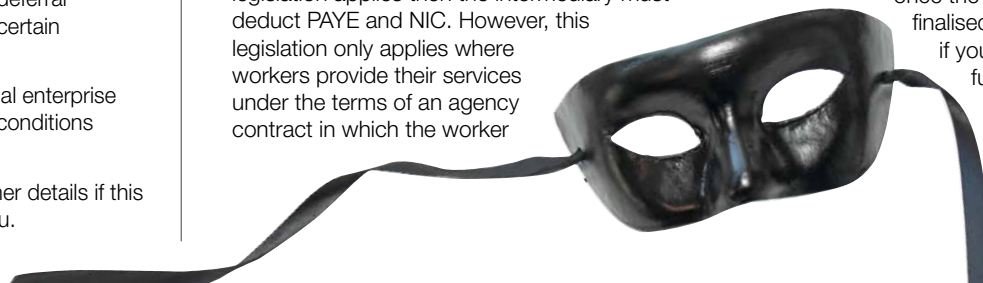 deferral
certain
al enterprise
conditions
er details if this
u.
legislation applies then the intermediary must
deduct PAYE and NIC. However, this
legislation only applies where
workers provide their services
under the terms of an agency
contract in which the worker
once the
finalised
if you
fu